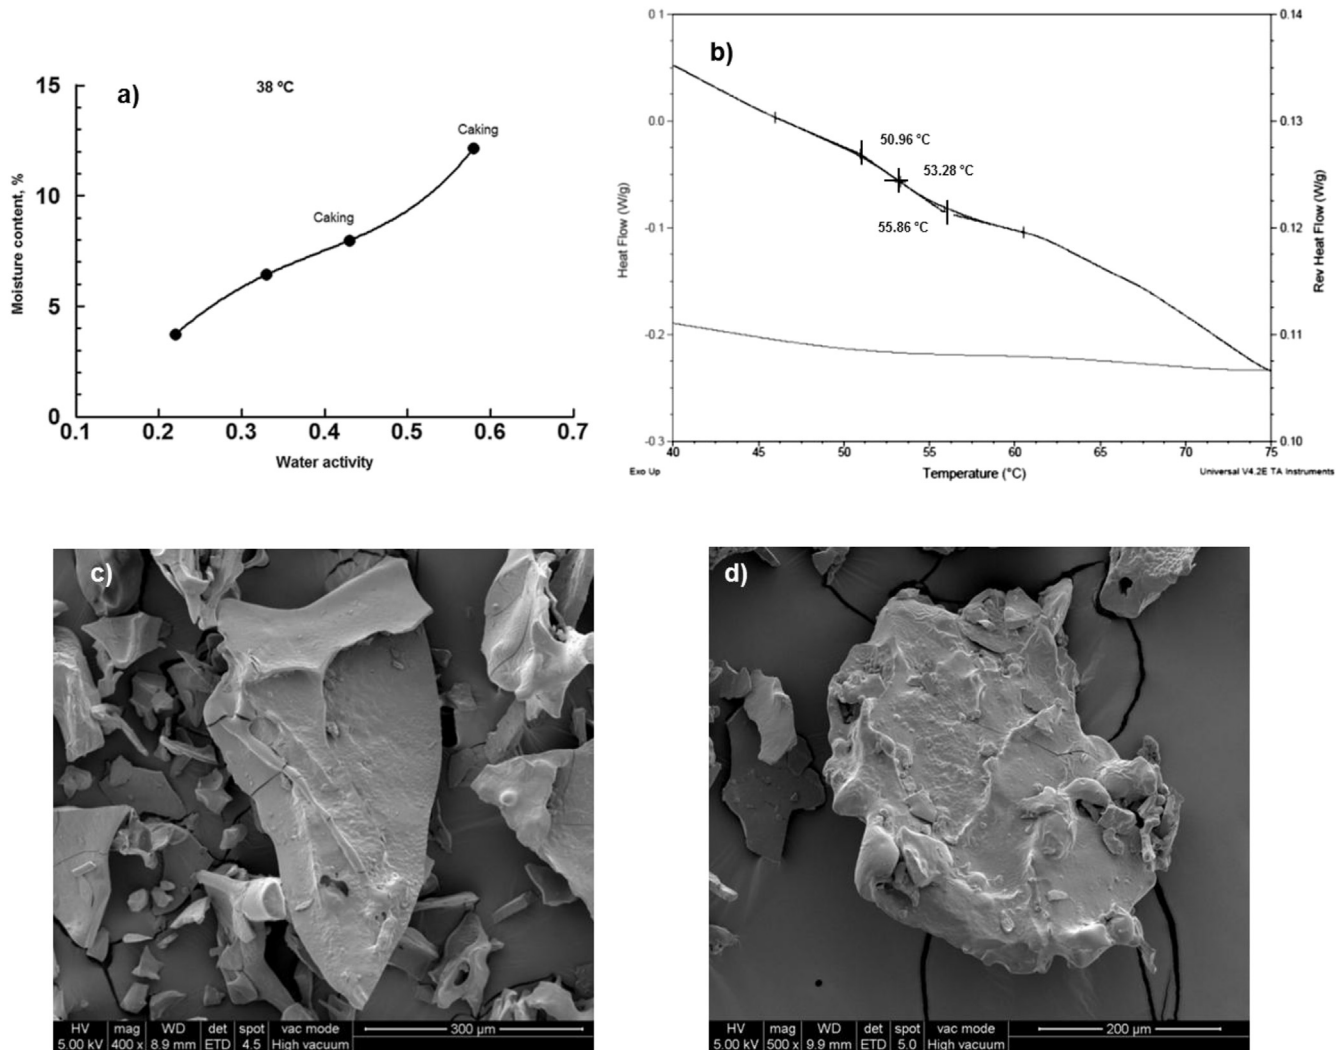 a)
38 ºC
Caking
Caking
15
10
5
0
Moisture content, %
0.1 0.2 0.3 0.4 0.5 0.6 0.7
Water activity
b)
0.1
0.0
-0.1
-0.2
-0.3
Heat Flow (W/g)
50.96 °C
53.28 °C
55.86 °C
0.14
0.13
0.12
0.11
0.10
Rev Heat Flow (W/g)
40 45 50 55 60 65 70 75
Exo Up
Temperature (°C)
Universal V4.2E TA Instruments
c)
HV mag WD det spot vac mode 300 µm
5.00 kV 400 x 8.9 mm ETD 4.5 High vacuum
d)
HV mag WD det spot vac mode 200 µm
5.00 kV 500 x 9.9 mm ETD 5.0 High vacuum